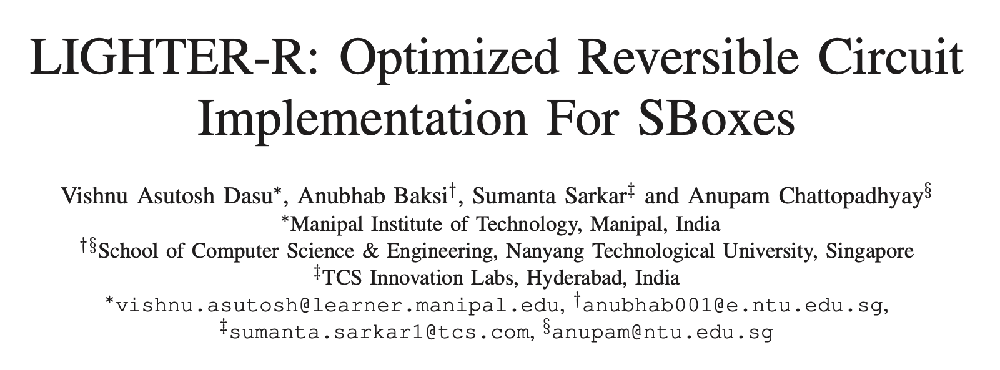 LIGHTER-R: Optimized Reversible Circuit
Implementation For SBoxes
Vishnu Asutosh Dasu*, Anubhab Baksi†, Sumanta Sarkar‡ and Anupam Chattopadhyay§
*Manipal Institute of Technology, Manipal, India
†§School of Computer Science & Engineering, Nanyang Technological University, Singapore
‡TCS Innovation Labs, Hyderabad, India
*vishnu.asutosh@learner.manipal.edu, †anubhab001@e.ntu.edu.sg,
‡sumanta.sarkar1@tcs.com, §anupam@ntu.edu.sg